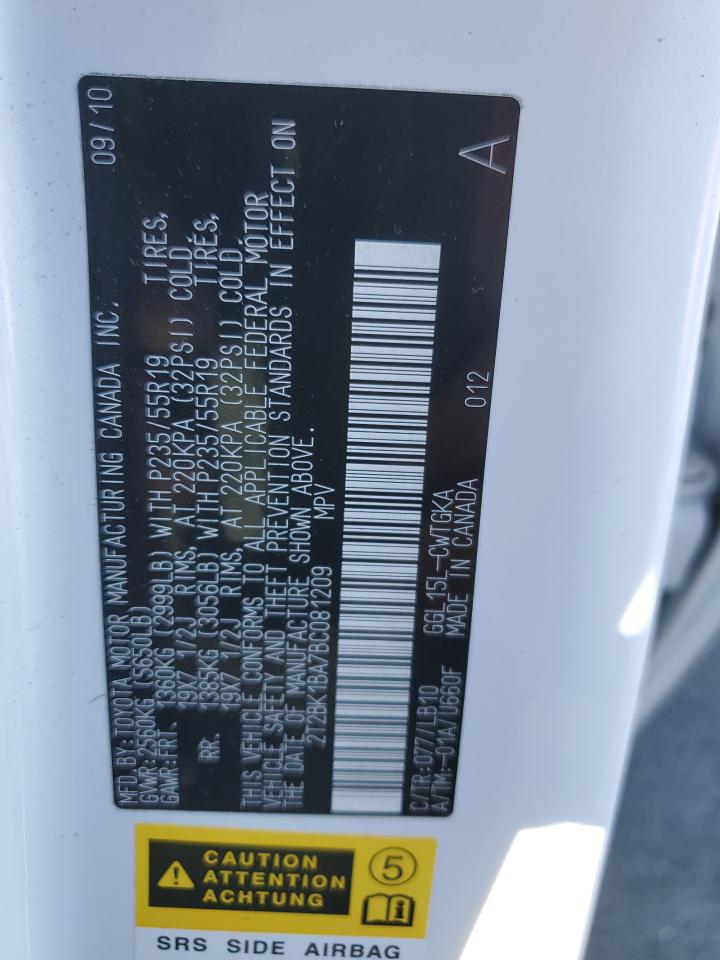 MFD. BY: TOYOTA MOTOR MANUFACTURING CANADA INC. 09/10
GVWR: 2560KG (5650LB)
GAWR: FRT. 1360KG (2999LB) WITH P235/55R19 TIRES,
19X7 1/2J RIMS, AT 220KPA (32PSI) COLD
RR. 1385KG (3056LB) WITH P235/55R19 TIRES,
19X7 1/2J RIMS, AT 220KPA (32PSI) COLD
THIS VEHICLE CONFORMS TO ALL APPLICABLE FEDERAL MOTOR
VEHICLE SAFETY AND THEFT PREVENTION STANDARDS IN EFFECT ON
THE DATE OF MANUFACTURE SHOWN ABOVE.
2T2BK1BA7BC081209 MPV
A
C/TR: 077/LB10 GGL15L-CWTGKA 012
A/TM: -01A/U660F MADE IN CANADA
CAUTION
ATTENTION
ACHTUNG
5
SRS SIDE AIRBAG